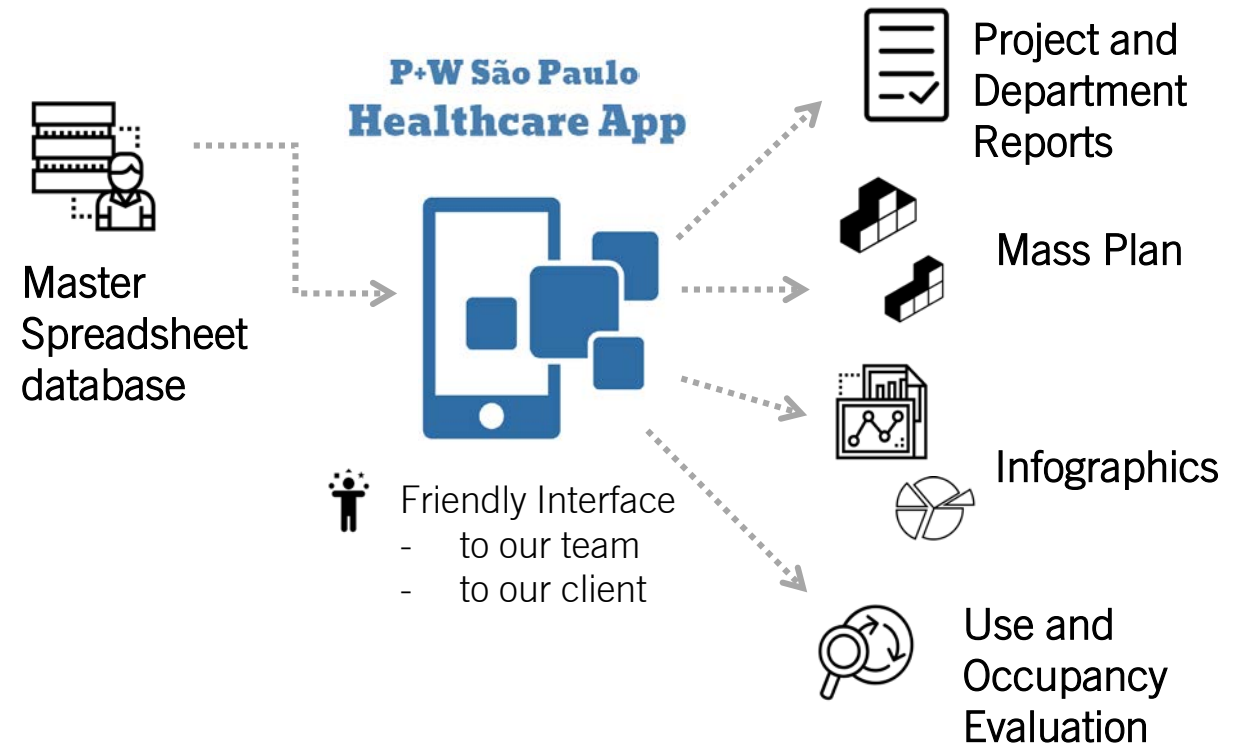 P+W São Paulo
Healthcare App
Master
Spreadsheet
database
Friendly Interface
- to our team
- to our client
Project and
Department
Reports
Mass Plan
Infographics
Use and
Occupancy
Evaluation